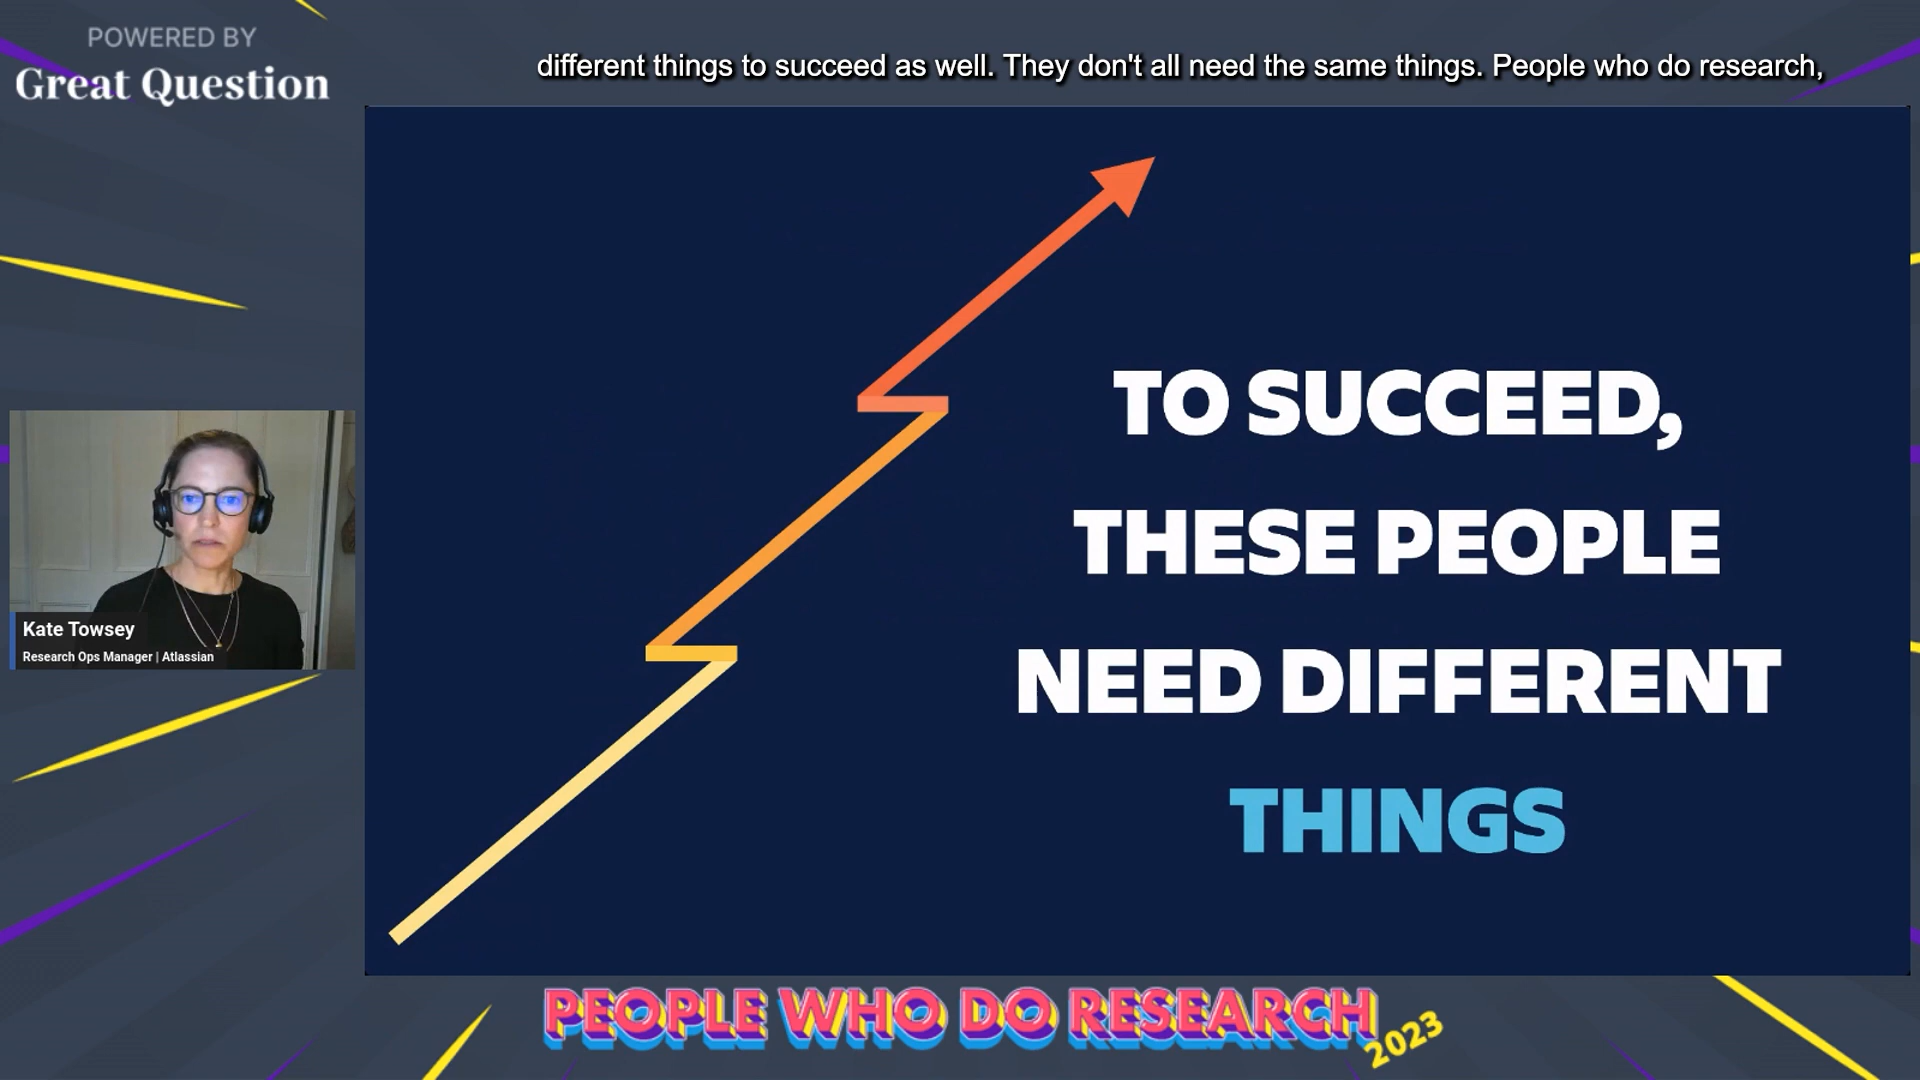 POWERED BY
Great Question
different things to succeed as well. They don't all need the same things. People who do research,
TO SUCCEED,
THESE PEOPLE
NEED DIFFERENT
THINGS
Kate Towsey
Research Ops Manager | Atlassian
PEOPLE WHO DO RESEARCH
2023